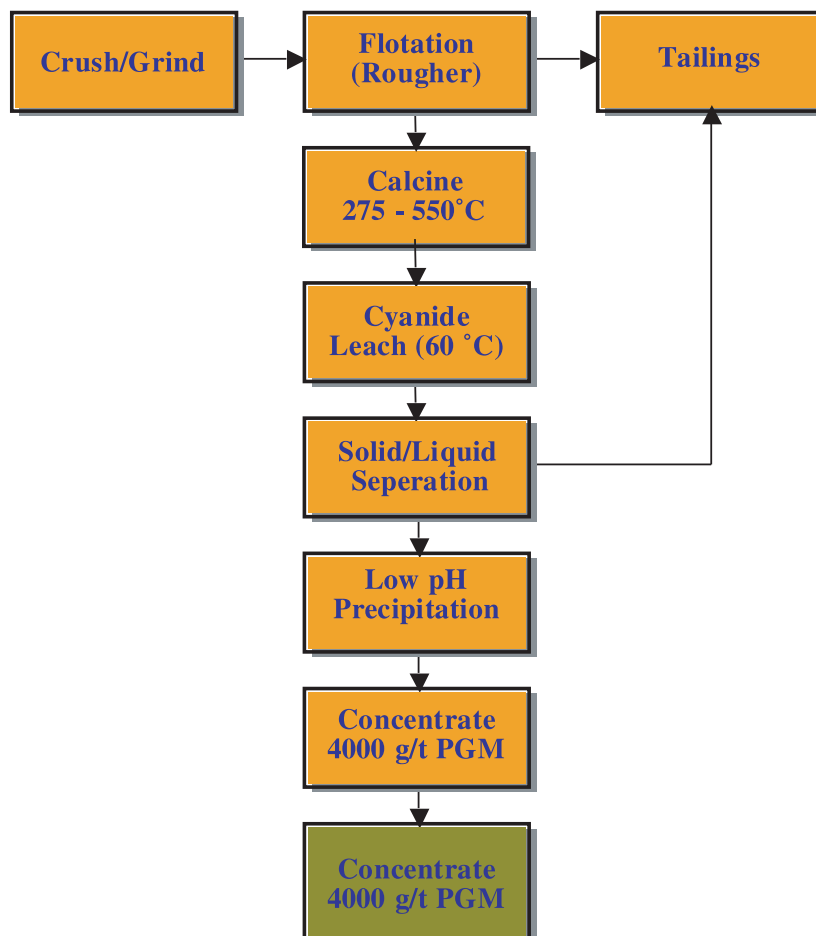 Crush/Grind
Flotation
(Rougher)
Tailings
Calcine
275 - 550˚C
Cyanide
Leach (60 ˚C)
Solid/Liquid
Seperation
Low pH
Precipitation
Concentrate
4000 g/t PGM
Concentrate
4000 g/t PGM